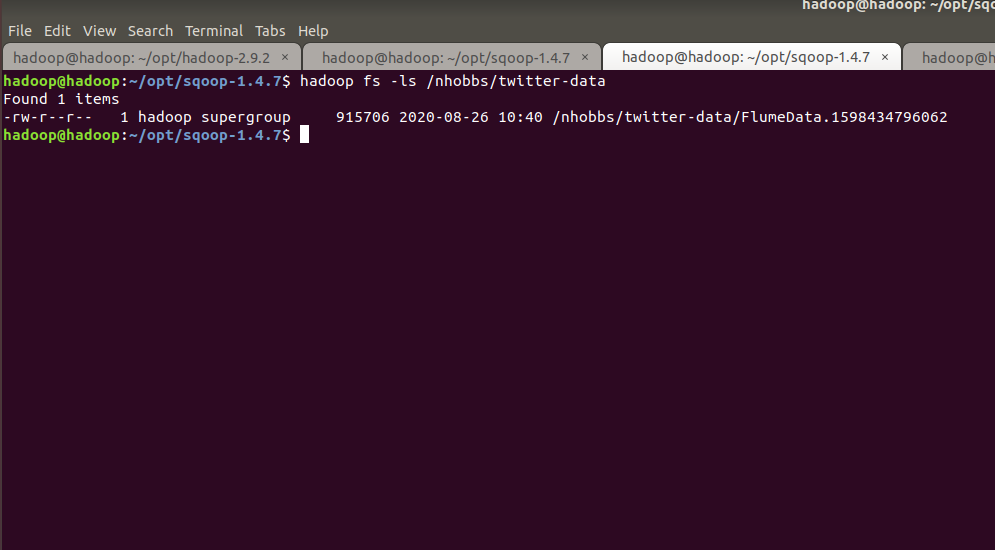 hadoop@hadoop: ~/opt/sqo
File Edit View Search Terminal Tabs Help
hadoop@hadoop: ~/opt/hadoop-2.9.2 × hadoop@hadoop: ~/opt/sqoop-1.4.7 × hadoop@hadoop: ~/opt/sqoop-1.4.7 × hadoop@h
hadoop@hadoop:~/opt/sqoop-1.4.7$ hadoop fs -ls /nhobbs/twitter-data
Found 1 items
-rw-r--r--   1 hadoop supergroup     915706 2020-08-26 10:40 /nhobbs/twitter-data/FlumeData.1598434796062
hadoop@hadoop:~/opt/sqoop-1.4.7$